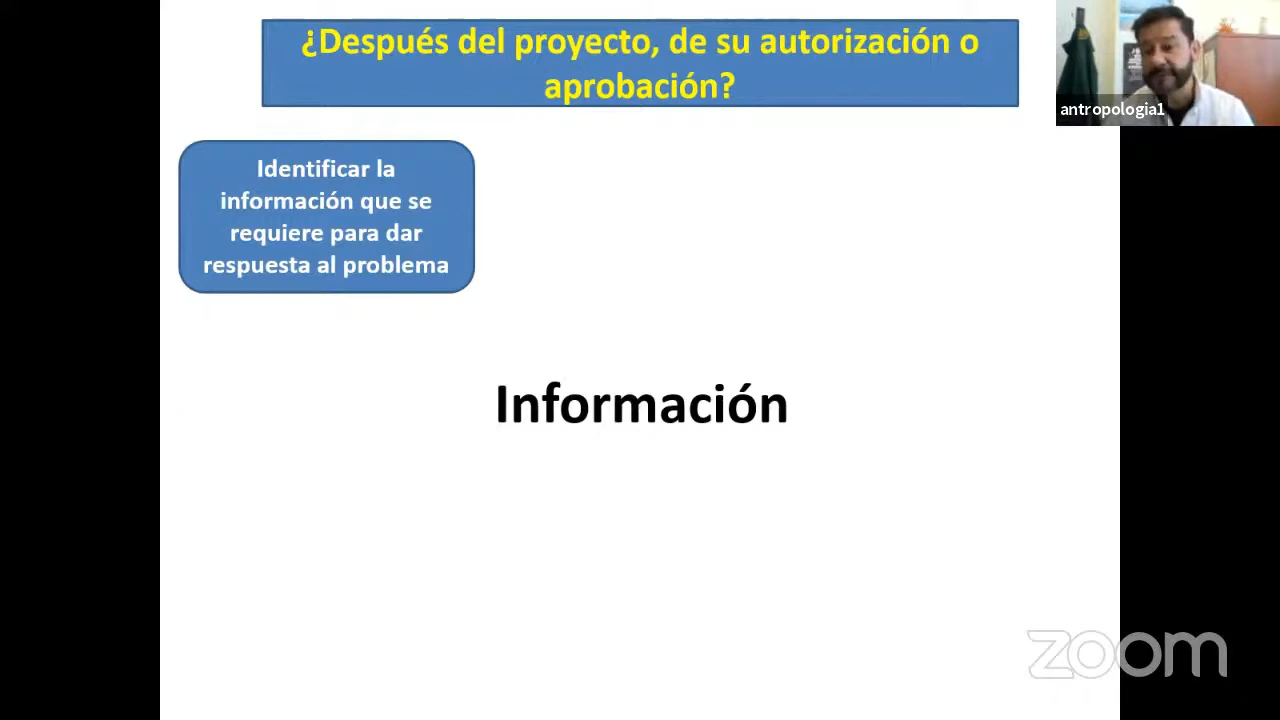 ¿Después del proyecto, de su autorización o
aprobación?
antropologia1
Identificar la
información que se
requiere para dar
respuesta al problema
Información
zoom